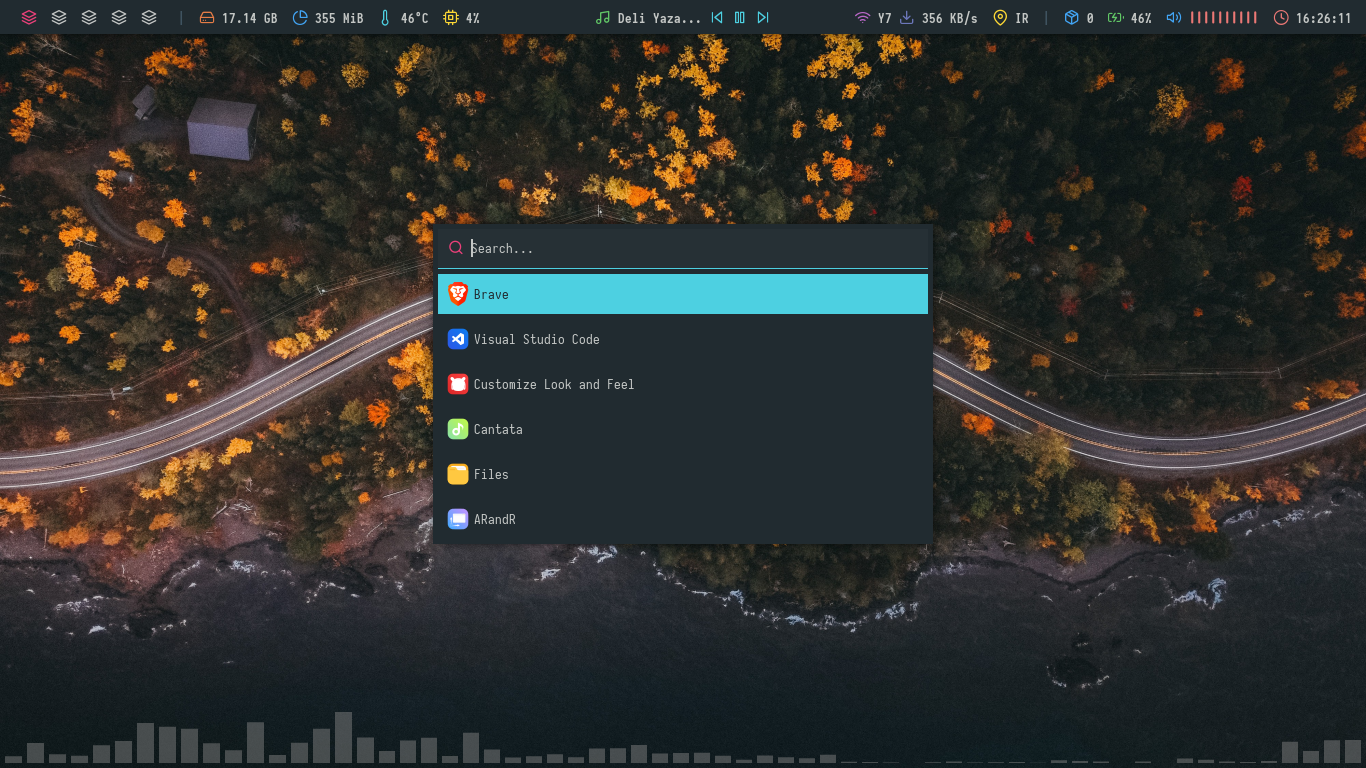 17.14 GB 355 MiB 46°C 4% Deli Yaza... Y7 356 KB/s IR 0 46% 16:26:11
Search...
Brave
Visual Studio Code
Customize Look and Feel
Cantata
Files
ARandR